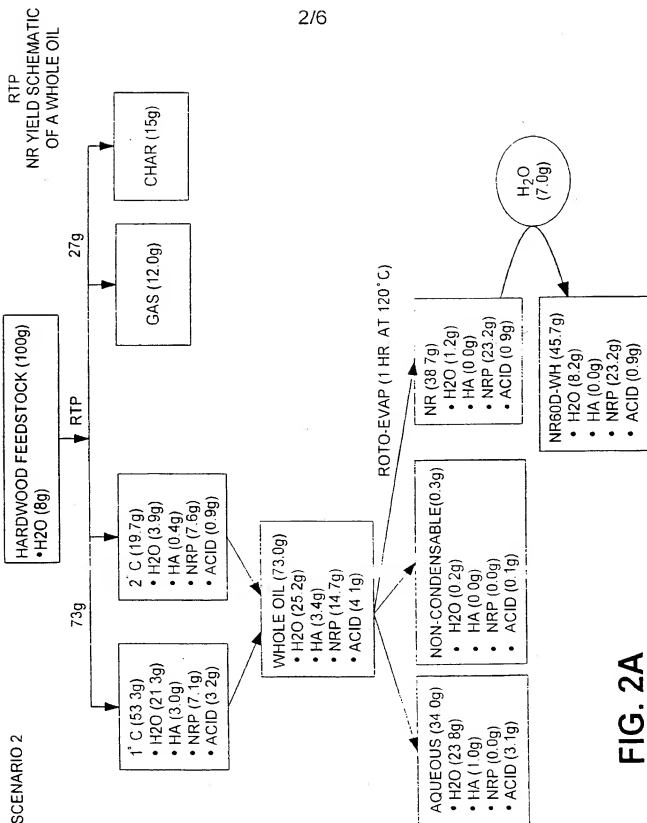 2/6
SCENARIO 2
RTP
NR YIELD SCHEMATIC
OF A WHOLE OIL
HARDWOOD FEEDSTOCK (100g)
•H2O (8g)
73g
RTP
27g
1° C (53.3g)
• H2O (21.3g)
• HA (3.0g)
• NRP (7.1g)
• ACID (3.2g)
2° C (19.7g)
• H2O (3.9g)
• HA (0.4g)
• NRP (7.6g)
• ACID (0.9g)
GAS (12.0g)
CHAR (15g)
WHOLE OIL (73.0g)
• H2O (25.2g)
• HA (3.4g)
• NRP (14.7g)
• ACID (4.1g)
ROTO-EVAP (1 HR. AT 120°C)
AQUEOUS (34.0g)
• H2O (23.8g)
• HA (1.0g)
• NRP (0.0g)
• ACID (3.1g)
NON-CONDENSABLE(0.3g)
• H2O (0.2g)
• HA (0.0g)
• NRP (0.0g)
• ACID (0.1g)
NR (38.7g)
• H2O (1.2g)
• HA (0.0g)
• NRP (23.2g)
• ACID (0.9g)
H2O
(7.0g)
NR60D-WH (45.7g)
• H2O (8.2g)
• HA (0.0g)
• NRP (23.2g)
• ACID (0.9g)
FIG. 2A